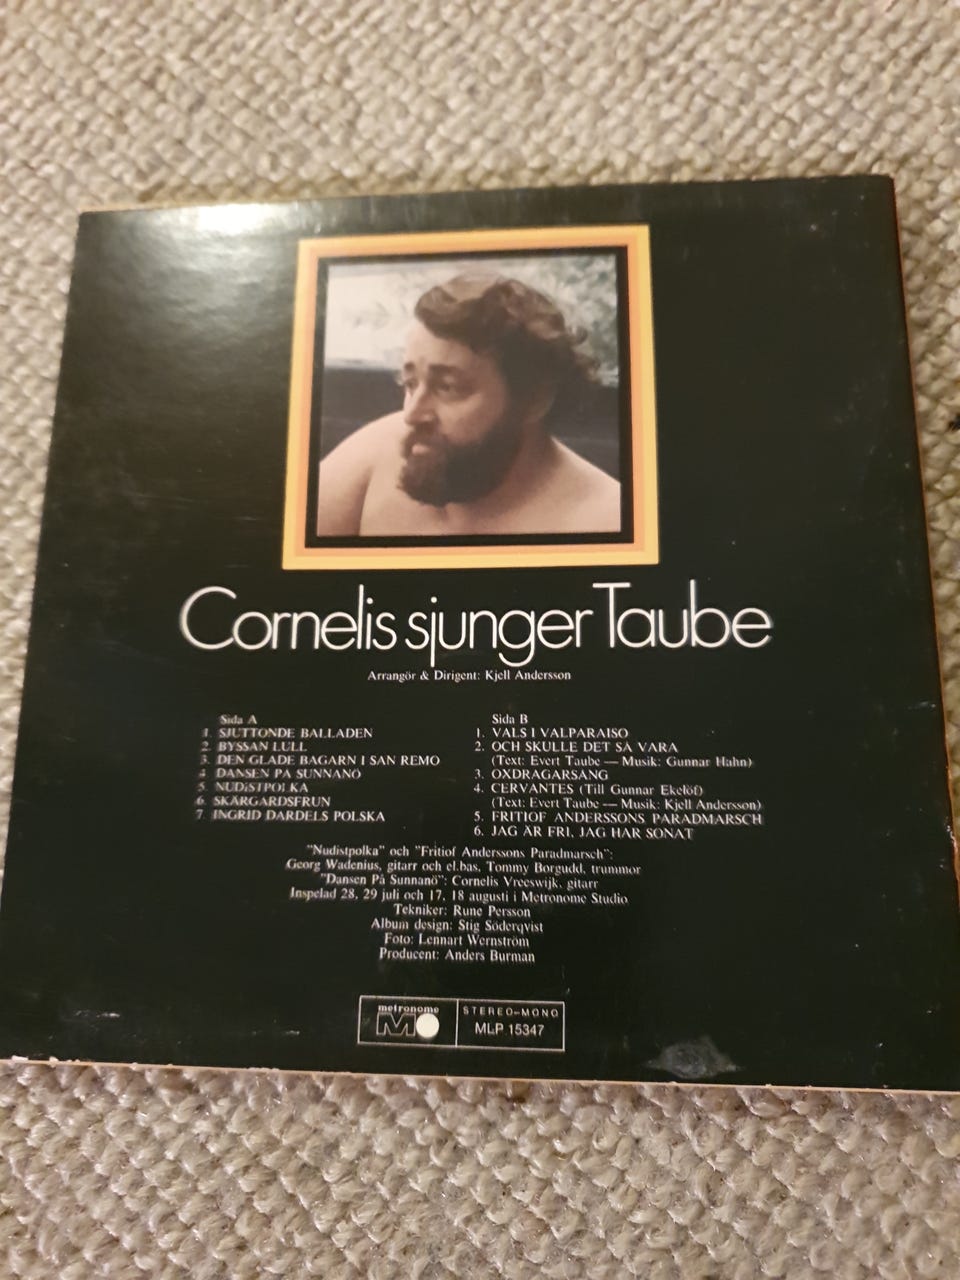 Cornelis sjunger Taube
Arrangör & Dirigent: Kjell Andersson
Sida A
1. SJUTTONDE BALLADEN
2. BYSSAN LULL
3. DEN GLADE BAGARN I SAN REMO
4. DANSEN PÅ SUNNANÖ
5. NUDISTPOLKA
6. SKÄRGÅRDSFRUN
7. INGRID DARDELS POLSKA
Sida B
1. VALS I VALPARAISO
2. OCH SKULLE DET SÅ VARA
(Text: Evert Taube — Musik: Gunnar Hahn)
3. OXDRAGARSÅNG
4. CERVANTES (Till Gunnar Ekelöf)
(Text: Evert Taube — Musik: Kjell Andersson)
5. FRITIOF ANDERSSONS PARADMARSCH
6. JAG ÄR FRI, JAG HAR SONAT
"Nudistpolka" och "Fritiof Anderssons Paradmarsch":
Georg Wadenius, gitarr och el.bas, Tommy Borgudd, trummor
"Dansen På Sunnanö": Cornelis Vreeswijk, gitarr
Inspelad 28, 29 juli och 17, 18 augusti i Metronome Studio
Tekniker: Rune Persson
Album design: Stig Söderqvist
Foto: Lennart Wernström
Producent: Anders Burman
metronome
STEREO-MONO
MLP 15347